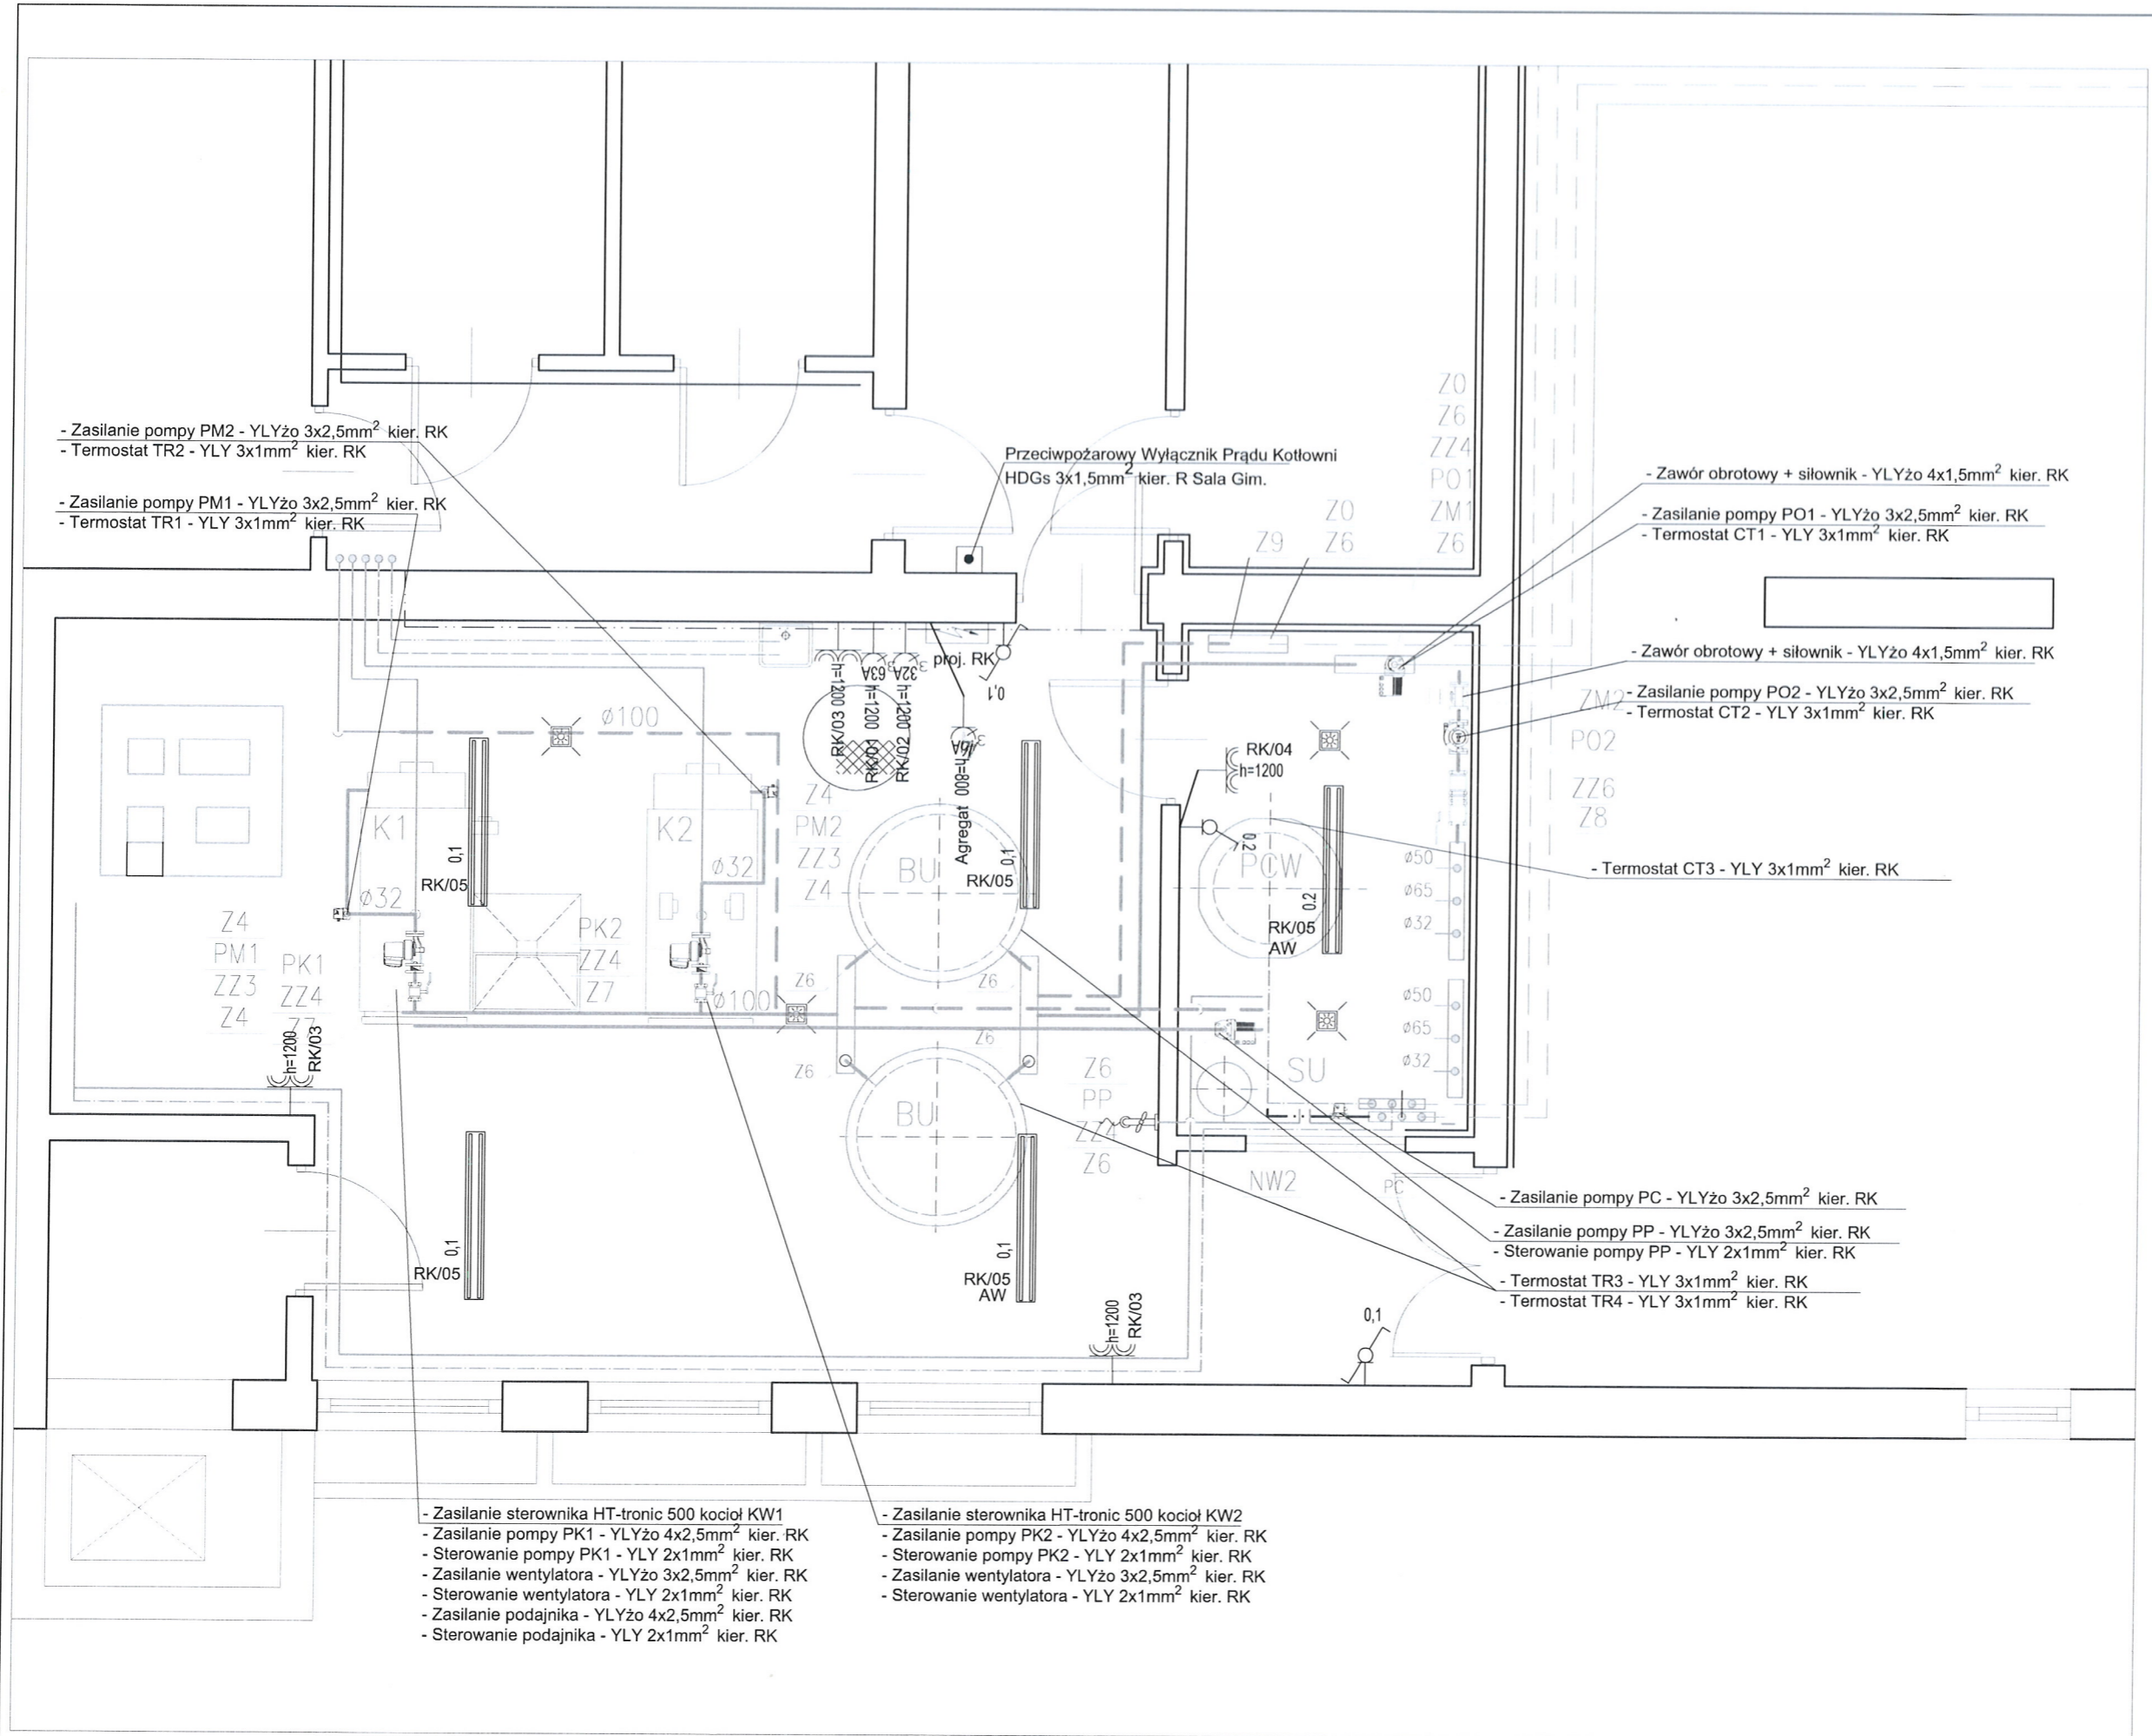 - Zasilanie pompy PM2 - YLYżo 3x2,5mm² kier. RK
- Termostat TR2 - YLY 3x1mm² kier. RK
- Zasilanie pompy PM1 - YLYżo 3x2,5mm² kier. RK
- Termostat TR1 - YLY 3x1mm² kier. RK
Przeciwpożarowy Wyłącznik Prądu Kotłowni
HDGs 3x1,5mm² kier. R Sala Gim.
Z0
Z6
ZZ4
PO1
ZM1
Z6
Z0
Z6
Z9
- Zawór obrotowy + siłownik - YLYżo 4x1,5mm² kier. RK
- Zasilanie pompy PO1 - YLYżo 3x2,5mm² kier. RK
- Termostat CT1 - YLY 3x1mm² kier. RK
- Zawór obrotowy + siłownik - YLYżo 4x1,5mm² kier. RK
- Zasilanie pompy PO2 - YLYżo 3x2,5mm² kier. RK
- Termostat CT2 - YLY 3x1mm² kier. RK
ZM2
PO2
ZZ6
Z8
- Termostat CT3 - YLY 3x1mm² kier. RK
proj. RK
0,1
h=1200
RK/03
63A
3
h=1200
RK/01
32A
3
h=1200
RK/02
16A
3
Agregat h=800
ø100
K1
0,1
RK/05
ø32
K2
ø32
Z4
PM2
ZZ3
Z4
BU
0,1
RK/05
RK/04
h=1200
0.2
PCW
0.2
RK/05
AW
ø50
ø65
ø32
ø50
ø65
ø32
Z4
PM1
ZZ3
Z4
PK1
ZZ4
h=1200
RK/03
PK2
ZZ4
Z7
ø100
Z6
Z6
Z6
Z6
BU
Z6
PP
ZZ4
Z6
SU
NW2
PC
0,1
RK/05
0,1
RK/05
AW
h=1200
RK/03
0,1
- Zasilanie pompy PC - YLYżo 3x2,5mm² kier. RK
- Zasilanie pompy PP - YLYżo 3x2,5mm² kier. RK
- Sterowanie pompy PP - YLY 2x1mm² kier. RK
- Termostat TR3 - YLY 3x1mm² kier. RK
- Termostat TR4 - YLY 3x1mm² kier. RK
- Zasilanie sterownika HT-tronic 500 kocioł KW1
- Zasilanie pompy PK1 - YLYżo 4x2,5mm² kier. RK
- Sterowanie pompy PK1 - YLY 2x1mm² kier. RK
- Zasilanie wentylatora - YLYżo 3x2,5mm² kier. RK
- Sterowanie wentylatora - YLY 2x1mm² kier. RK
- Zasilanie podajnika - YLYżo 4x2,5mm² kier. RK
- Sterowanie podajnika - YLY 2x1mm² kier. RK
- Zasilanie sterownika HT-tronic 500 kocioł KW2
- Zasilanie pompy PK2 - YLYżo 4x2,5mm² kier. RK
- Sterowanie pompy PK2 - YLY 2x1mm² kier. RK
- Zasilanie wentylatora - YLYżo 3x2,5mm² kier. RK
- Sterowanie wentylatora - YLY 2x1mm² kier. RK